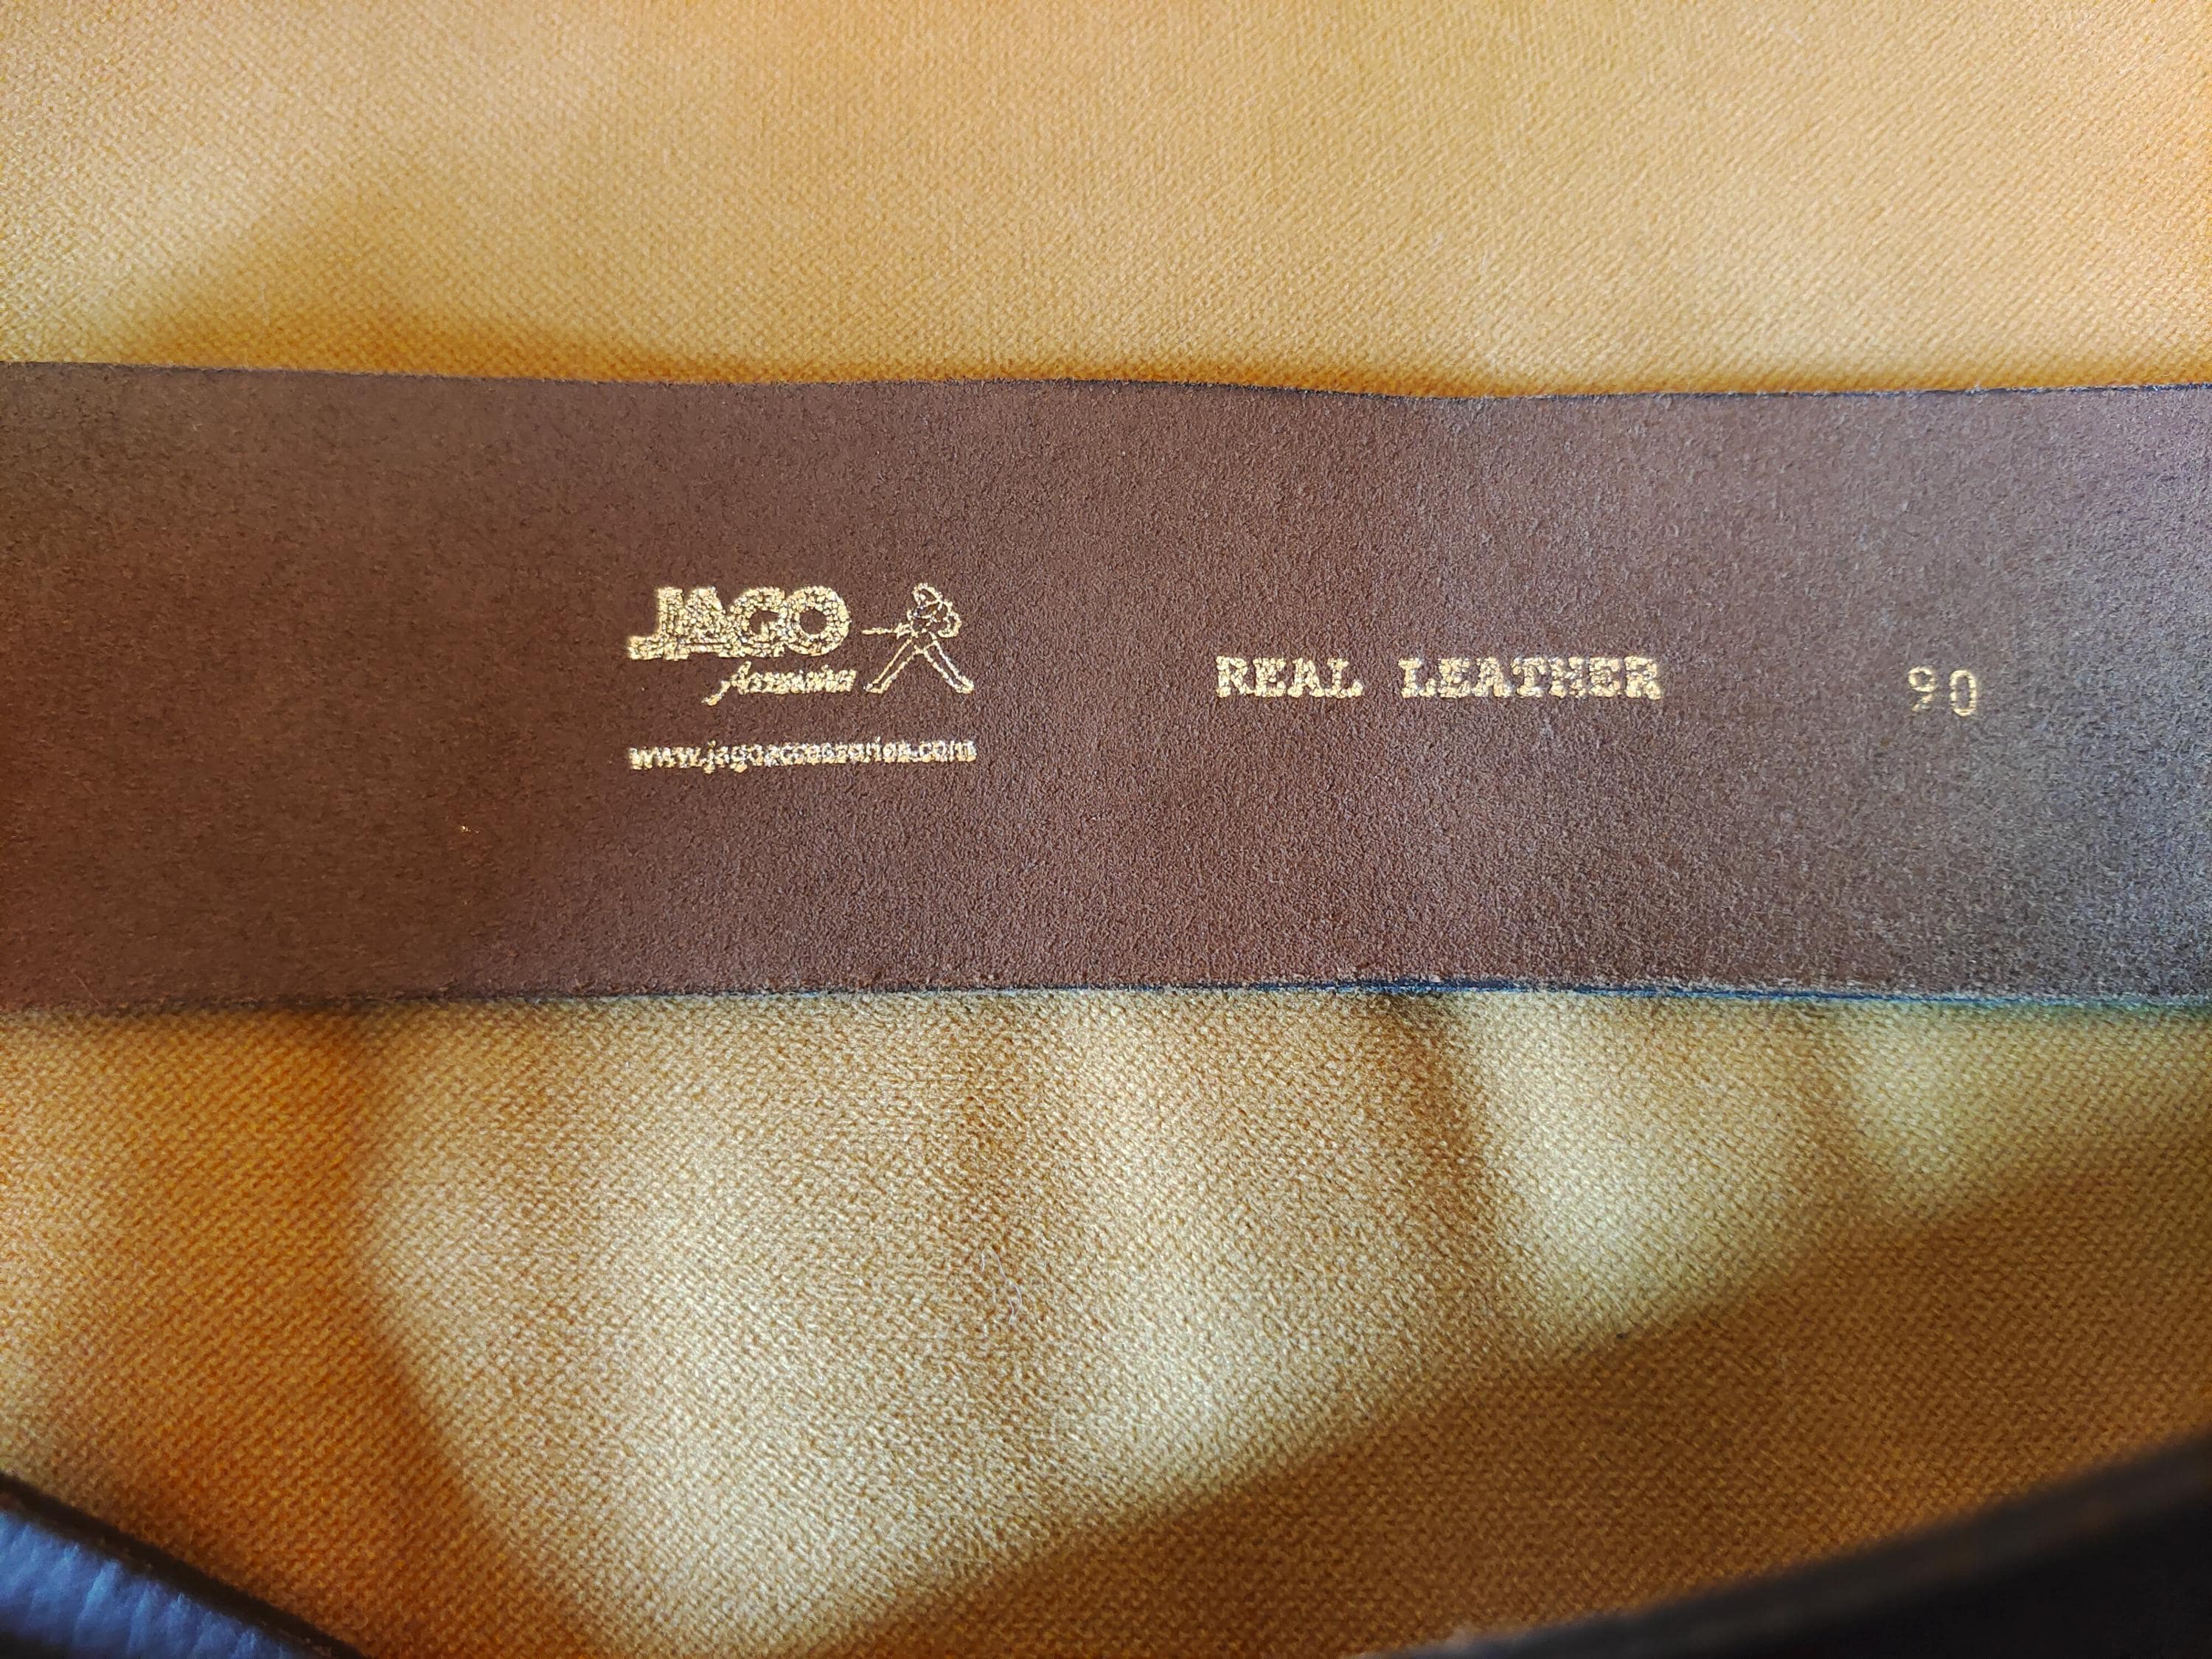 JAGO
Accessories
www.jagoaccessories.com
REAL LEATHER
90